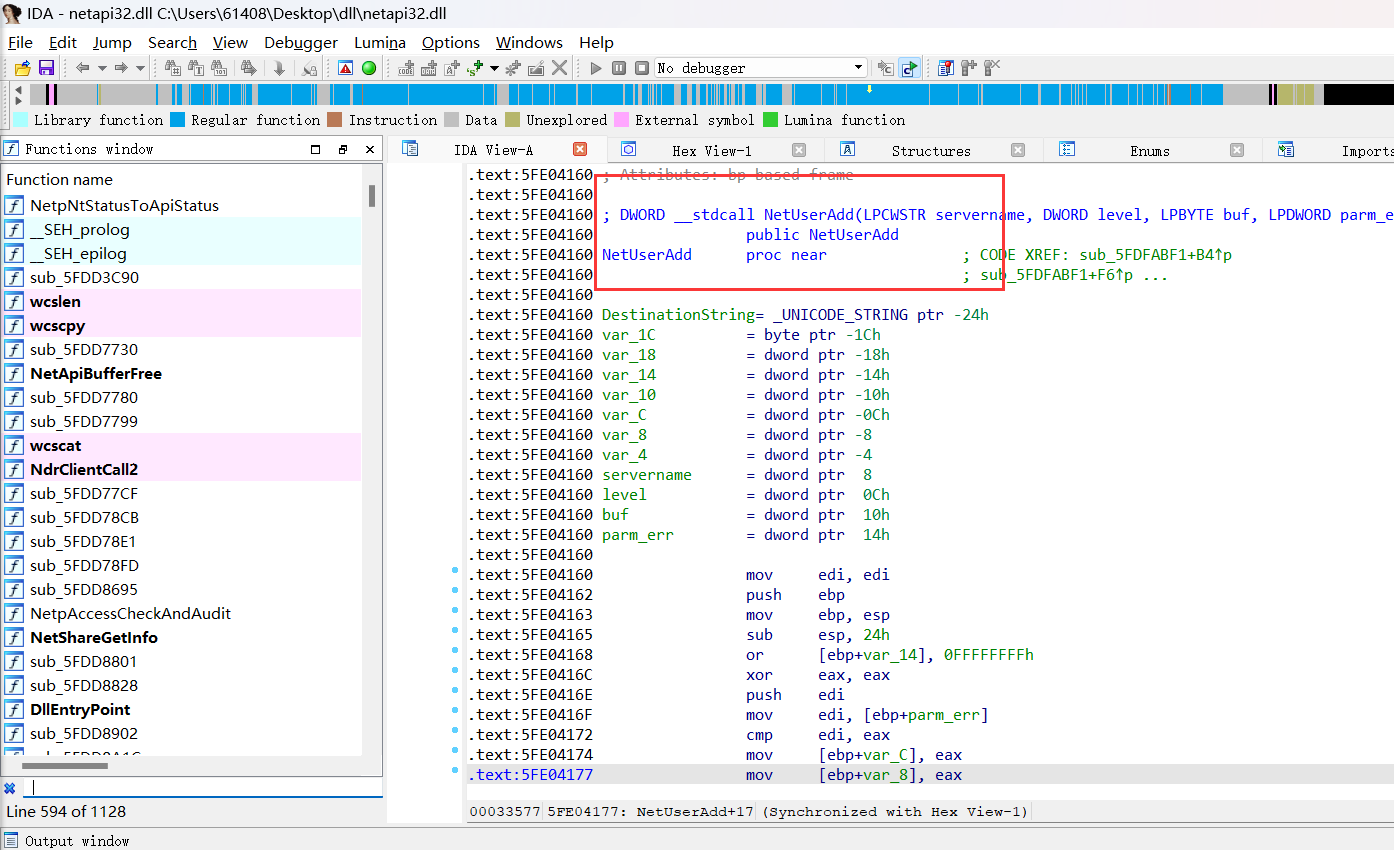 IDA - netapi32.dll C:\Users\61408\Desktop\dll\netapi32.dll
File Edit Jump Search View Debugger Lumina Options Windows Help
No debugger
Library function Regular function Instruction Data Unexplored External symbol Lumina function
Functions window
IDA View-A Hex View-1 Structures Enums Imports
Function name
NetpNtStatusToApiStatus
__SEH_prolog
__SEH_epilog
sub_5FDD3C90
wcslen
wcscpy
sub_5FDD7730
NetApiBufferFree
sub_5FDD7780
sub_5FDD7799
wcscat
NdrClientCall2
sub_5FDD77CF
sub_5FDD78CB
sub_5FDD78E1
sub_5FDD78FD
sub_5FDD8695
NetpAccessCheckAndAudit
NetShareGetInfo
sub_5FDD8801
sub_5FDD8828
DllEntryPoint
sub_5FDD8902
Line 594 of 1128
.text:5FE04160 ; Attributes: bp-based frame
.text:5FE04160
.text:5FE04160 ; DWORD __stdcall NetUserAdd(LPCWSTR servername, DWORD level, LPBYTE buf, LPDWORD parm_e
.text:5FE04160 public NetUserAdd
.text:5FE04160 NetUserAdd proc near ; CODE XREF: sub_5FDFABF1+B4↑p
.text:5FE04160 ; sub_5FDFABF1+F6↑p ...
.text:5FE04160
.text:5FE04160 DestinationString= _UNICODE_STRING ptr -24h
.text:5FE04160 var_1C = byte ptr -1Ch
.text:5FE04160 var_18 = dword ptr -18h
.text:5FE04160 var_14 = dword ptr -14h
.text:5FE04160 var_10 = dword ptr -10h
.text:5FE04160 var_C = dword ptr -0Ch
.text:5FE04160 var_8 = dword ptr -8
.text:5FE04160 var_4 = dword ptr -4
.text:5FE04160 servername = dword ptr 8
.text:5FE04160 level = dword ptr 0Ch
.text:5FE04160 buf = dword ptr 10h
.text:5FE04160 parm_err = dword ptr 14h
.text:5FE04160
.text:5FE04160 mov edi, edi
.text:5FE04162 push ebp
.text:5FE04163 mov ebp, esp
.text:5FE04165 sub esp, 24h
.text:5FE04168 or [ebp+var_14], 0FFFFFFFFh
.text:5FE0416C xor eax, eax
.text:5FE0416E push edi
.text:5FE0416F mov edi, [ebp+parm_err]
.text:5FE04172 cmp edi, eax
.text:5FE04174 mov [ebp+var_C], eax
.text:5FE04177 mov [ebp+var_8], eax
00033577 5FE04177: NetUserAdd+17 (Synchronized with Hex View-1)
Output window